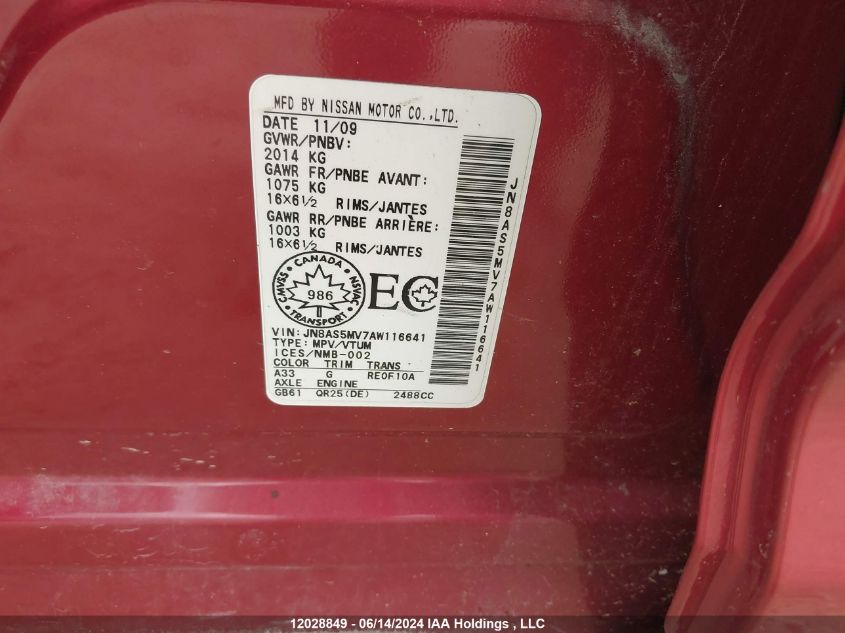 MFD BY NISSAN MOTOR CO.,LTD.
DATE 11/09
GVWR/PNBV:
2014 KG
GAWR FR/PNBE AVANT:
1075 KG
16×6½ RIMS/JANTES
GAWR RR/PNBE ARRIÈRE:
1003 KG
16×6½ RIMS/JANTES
CANADA
CMVSS
NSVAC
986
TRANSPORT
EC
VIN: JN8AS5MV7AW116641
TYPE: MPV/VTUM
ICES/NMB-002
COLOR TRIM TRANS
A33 G RE0F10A
AXLE ENGINE
GB61 QR25(DE) 2488CC
JN8AS5MV7AW116641
12028849 - 06/14/2024 IAA Holdings , LLC